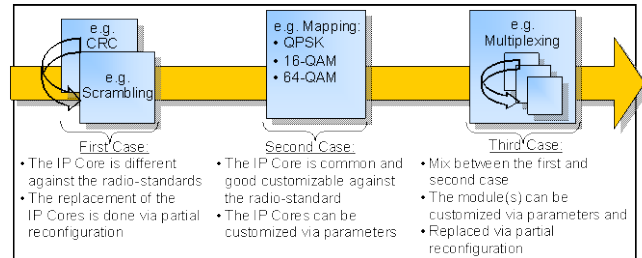 e.g.
CRC
e.g.
Scrambling
e.g. Mapping:
• QPSK
• 16-QAM
• 64-QAM
e.g.
Multiplexing
First Case:
• The IP Core is different
against the radio-standards
• The replacement of the
IP Cores is done via partial
reconfiguration
Second Case:
• The IP Core is common and
good customizable against
the radio-standard
• The IP Cores can be
customized via parameters
Third Case:
• Mix between the first and
second case
• The module(s) can be
customized via parameters and
• Replaced via partial
reconfiguration